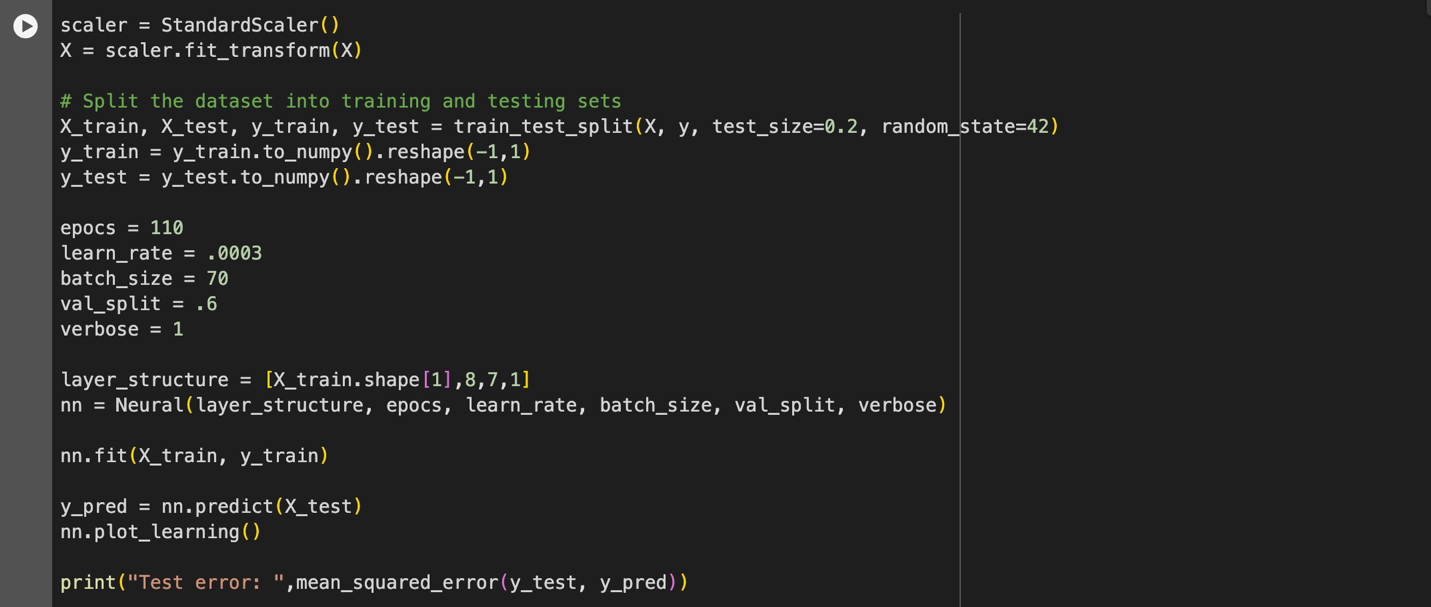 scaler = StandardScaler()
X = scaler.fit_transform(X)
# Split the dataset into training and testing sets
X_train, X_test, y_train, y_test = train_test_split(X, y, test_size=0.2, random_state=42)
y_train = y_train.to_numpy().reshape(-1,1)
y_test = y_test.to_numpy().reshape(-1,1)
epocs = 110
learn_rate = .0003
batch_size = 70
val_split = .6
verbose = 1
layer_structure = [X_train.shape[1],8,7,1]
nn = Neural(layer_structure, epocs, learn_rate, batch_size, val_split, verbose)
nn.fit(X_train, y_train)
y_pred = nn.predict(X_test)
nn.plot_learning()
print("Test error: ",mean_squared_error(y_test, y_pred))